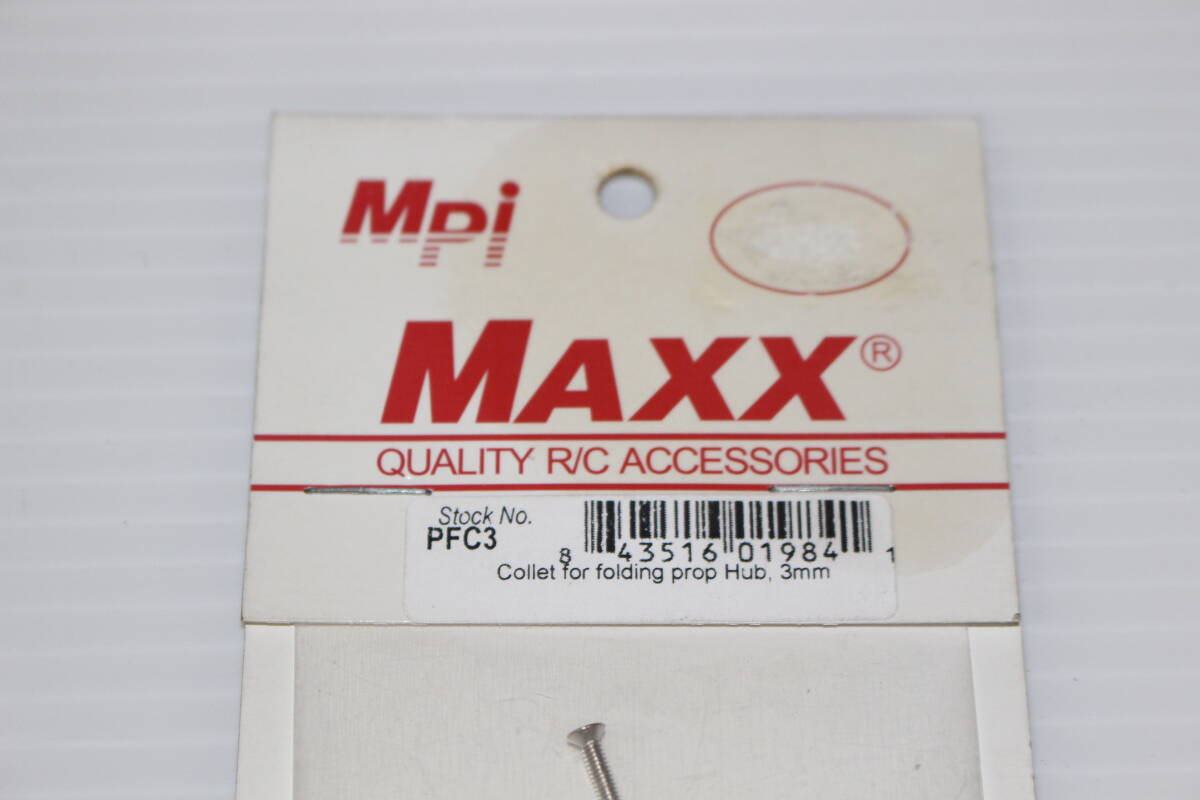 Mpi
MAXX®
QUALITY R/C ACCESSORIES
Stock No.
PFC3
8 43516 01984 1
Collet for folding prop Hub, 3mm